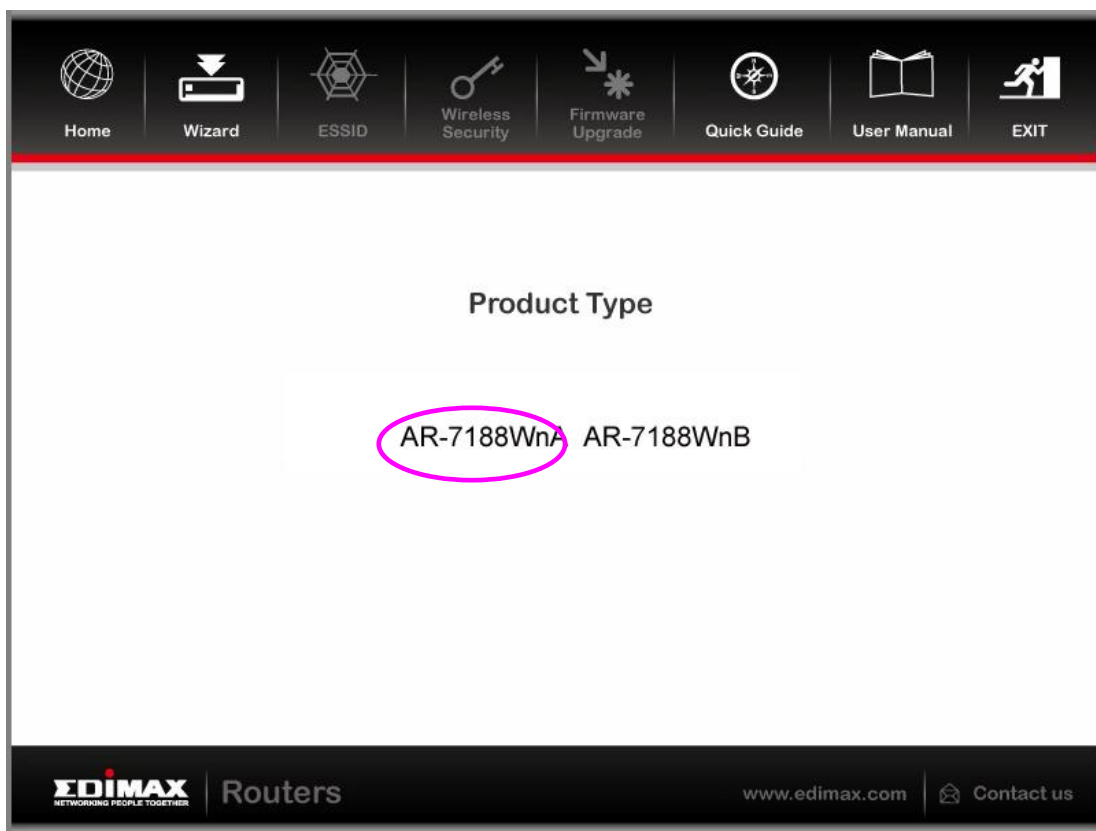 Home Wizard ESSID Wireless Security Firmware Upgrade Quick Guide User Manual EXIT
Product Type
AR-7188WnA AR-7188WnB
EDIMAX
NETWORKING PEOPLE TOGETHER
Routers
www.edimax.com
Contact us